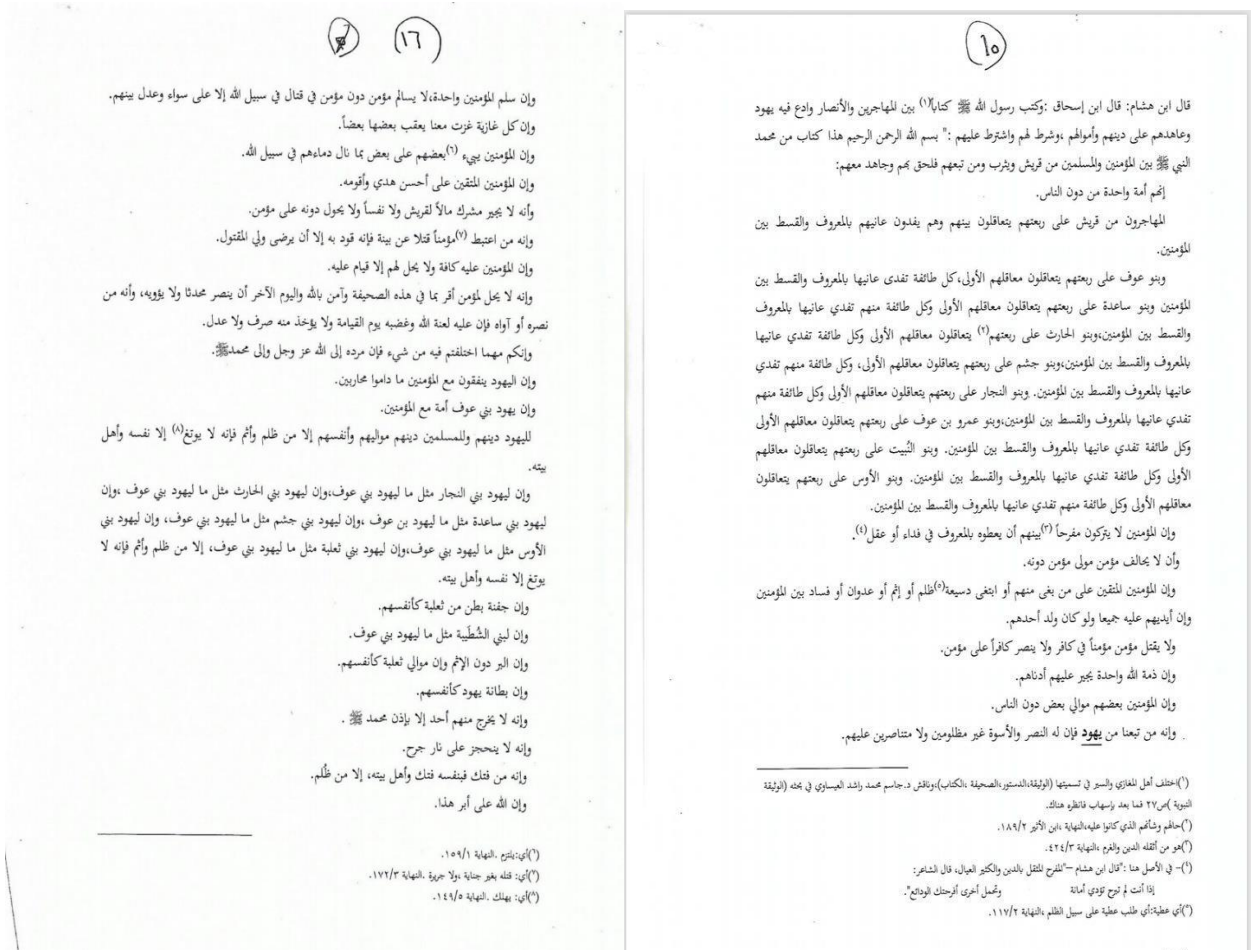 ١٥
قال ابن هشام: قال ابن إسحاق :وكتب رسول الله ﷺ كتاباً(١) بين المهاجرين والأنصار وادع فيه يهود
وعاهدهم على دينهم وأموالهم ،وشرط لهم واشترط عليهم :" بسم الله الرحمن الرحيم هذا كتاب من محمد
النبي ﷺ بين المؤمنين والمسلمين من قريش ويثرب ومن تبعهم فلحق بهم وجاهد معهم:
إنهم أمة واحدة من دون الناس.
المهاجرون من قريش على ربعتهم يتعاقلون بينهم وهم يفدون عانيهم بالمعروف والقسط بين
المؤمنين.
وبنو عوف على ربعتهم يتعاقلون معاقلهم الأولى،كل طائفة تفدى عانيها بالمعروف والقسط بين
المؤمنين وبنو ساعدة على ربعتهم يتعاقلون معاقلهم الأولى وكل طائفة منهم تفدي عانيها بالمعروف
والقسط بين المؤمنين،وبنو الحارث على ربعتهم(٢) يتعاقلون معاقلهم الأولى وكل طائفة تفدي عانيها
بالمعروف والقسط بين المؤمنين،وبنو جشم على ربعتهم يتعاقلون معاقلهم الأولى، وكل طائفة منهم تفدي
عانيها بالمعروف والقسط بين المؤمنين. وبنو النجار على ربعتهم يتعاقلون معاقلهم الأولى وكل طائفة منهم
تفدي عانيها بالمعروف والقسط بين المؤمنين،وبنو عمرو بن عوف على ربعتهم يتعاقلون معاقلهم الأولى
وكل طائفة تفدي عانيها بالمعروف والقسط بين المؤمنين. وبنو النَّبيت على ربعتهم يتعاقلون معاقلهم
الأولى وكل طائفة تفدي عانيها بالمعروف والقسط بين المؤمنين. وبنو الأوس على ربعتهم يتعاقلون
معاقلهم الأولى وكل طائفة منهم تفدي عانيها بالمعروف والقسط بين المؤمنين.
وإن المؤمنين لا يتركون مفرحاً (٣)بينهم أن يعطوه بالمعروف في فداء أو عقل(٤).
وأن لا يحالف مؤمن مولى مؤمن دونه.
وإن المؤمنين المتقين على من بغى منهم أو ابتغى دسيعة(٥)ظلم أو إثم أو عدوان أو فساد بين المؤمنين
وإن أيديهم عليه جميعا ولو كان ولد أحدهم.
ولا يقتل مؤمن مؤمناً في كافر ولا ينصر كافراً على مؤمن.
وإن ذمة الله واحدة يجير عليهم أدناهم.
وإن المؤمنين بعضهم موالي بعض دون الناس.
وإنه من تبعنا من يهود فإن له النصر والأسوة غير مظلومين ولا متناصرين عليهم.
(١)اختلف أهل المغازي والسير في تسميتها (الوثيقة،الدستور،الصحيفة ،الكتاب)؛وناقش د.جاسم محمد راشد العيساوي في بحثه (الوثيقة
النبوية )ص٢٧ فما بعد بإسهاب فانظره هناك.
(٢)حالهم وشأنهم الذي كانوا عليه،النهاية ،ابن الأثير ١٨٩/٢.
(٣)هو من أثقله الدين والغرم ،النهاية ٤٢٤/٣.
(٤)- في الأصل هنا :"قال ابن هشام –"المفرح المثقل بالدين والكثير العيال، قال الشاعر:
إذا أنت لم تبرح تؤدي أمانة وتحمل أخرى أفرحتك الودائع".
(٥)أي عطية:أي طلب عطية على سبيل الظلم ،النهاية ١١٧/٢.
١٦
وإن سلم المؤمنين واحدة،لا يسالم مؤمن دون مؤمن في قتال في سبيل الله إلا على سواء وعدل بينهم.
وإن كل غازية غزت معنا يعقب بعضها بعضاً.
وإن المؤمنين يبيء (٦)بعضهم على بعض بما نال دماءهم في سبيل الله.
وإن المؤمنين المتقين على أحسن هدي وأقومه.
وأنه لا يجير مشرك مالاً لقريش ولا نفساً ولا يحول دونه على مؤمن.
وإنه من اعتبط (٧)مؤمناً قتلا عن بينة فإنه قود به إلا أن يرضى ولي المقتول.
وإن المؤمنين عليه كافة ولا يحل لهم إلا قيام عليه.
وإنه لا يحل لمؤمن أقر بما في هذه الصحيفة وآمن بالله واليوم الآخر أن ينصر محدثا ولا يؤويه، وأنه من
نصره أو آواه فإن عليه لعنة الله وغضبه يوم القيامة ولا يؤخذ منه صرف ولا عدل.
وإنكم مهما اختلفتم فيه من شيء فإن مرده إلى الله عز وجل وإلى محمدﷺ.
وإن اليهود ينفقون مع المؤمنين ما داموا محاربين.
وإن يهود بني عوف أمة مع المؤمنين.
لليهود دينهم وللمسلمين دينهم مواليهم وأنفسهم إلا من ظلم وأثم فإنه لا يوتغ(٨) إلا نفسه وأهل
بيته.
وإن ليهود بني النجار مثل ما ليهود بني عوف،وإن ليهود بني الحارث مثل ما ليهود بني عوف ،وإن
ليهود بني ساعدة مثل ما ليهود بن عوف ،وإن ليهود بني جشم مثل ما ليهود بني عوف، وإن ليهود بني
الأوس مثل ما ليهود بني عوف،وإن ليهود بني ثعلبة مثل ما ليهود بني عوف، إلا من ظلم وأثم فإنه لا
يوتغ إلا نفسه وأهل بيته.
وإن جفنة بطن من ثعلبة كأنفسهم.
وإن لبني الشُّطَيبة مثل ما ليهود بني عوف.
وإن البر دون الإثم وإن موالي ثعلبة كأنفسهم.
وإن بطانة يهود كأنفسهم.
وإنه لا يخرج منهم أحد إلا بإذن محمد ﷺ .
وإنه لا ينحجز على نار جرح.
وإنه من فتك فبنفسه فتك وأهل بيته، إلا من ظُلم.
وإن الله على أبر هذا.
(٦)أي:يلتزم .النهاية ١٥٩/١.
(٧)أي: قتله بغير جناية ،ولا جريرة .النهاية ١٧٢/٣.
(٨)أي: يهلك .النهاية ١٤٩/٥.